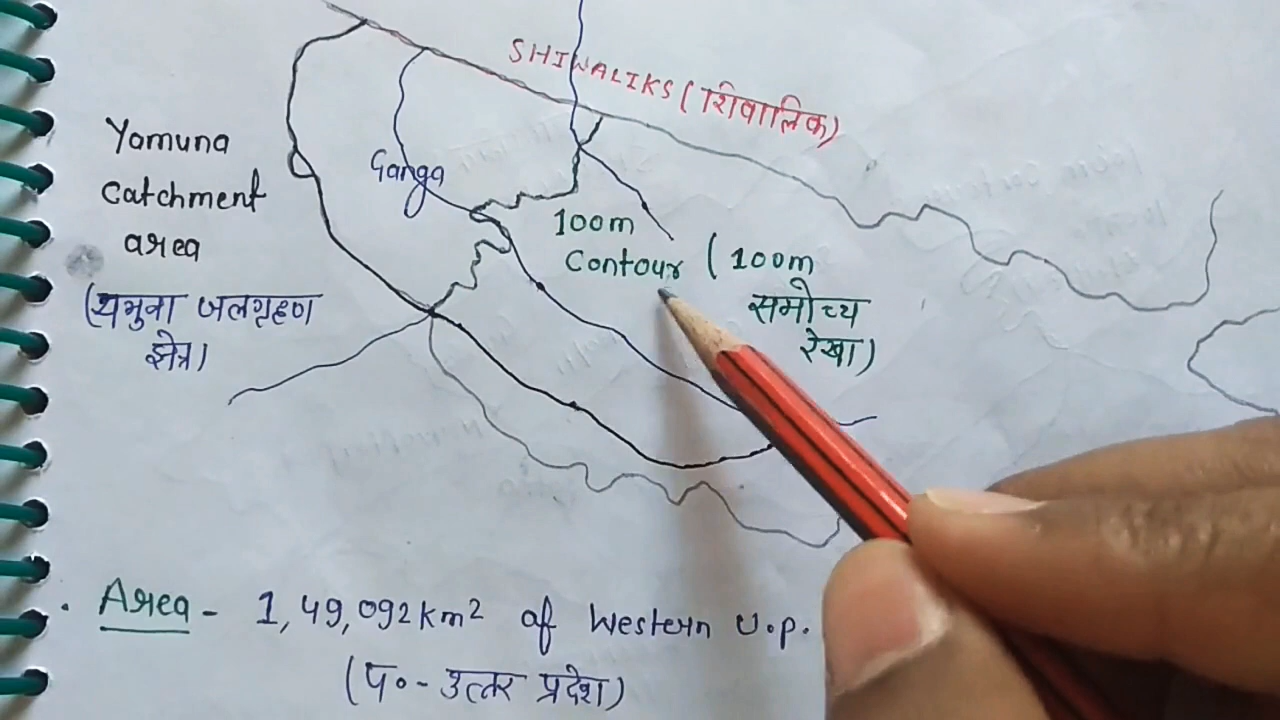 SHIWALIKS (शिवालिक)
Yamuna
Catchment
area
(यमुना जलग्रहण
क्षेत्र)
Ganga
100m
Contour (100m
समोच्य
रेखा)
. Area - 1,49,092 km² of Western U.p.
(प०- उत्तर प्रदेश)